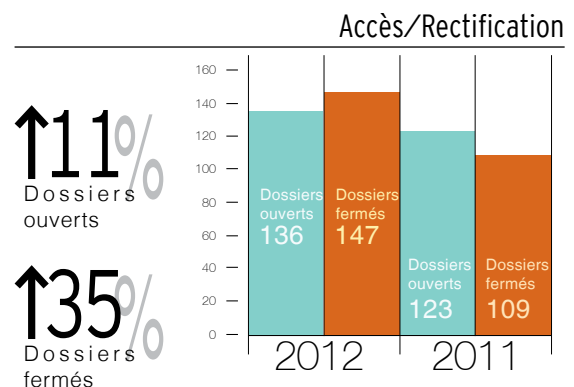 Accès/Rectification
↑11%
Dossiers
ouverts
↑35%
Dossiers
fermés
160
140
120
100
80
60
40
20
0
Dossiers
ouverts
136
Dossiers
fermés
147
Dossiers
ouverts
123
Dossiers
fermés
109
2012
2011